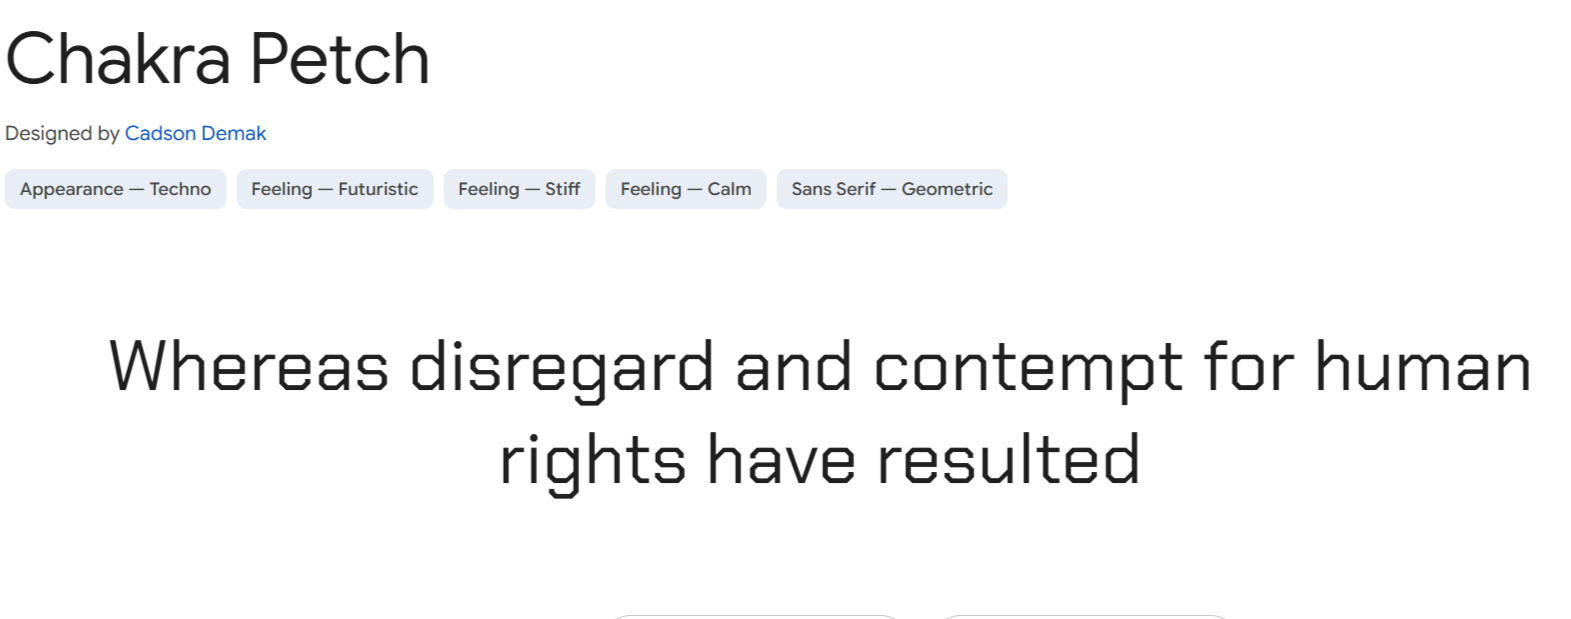 Chakra Petch
Designed by Cadson Demak
Appearance — Techno Feeling — Futuristic Feeling — Stiff Feeling — Calm Sans Serif — Geometric
Whereas disregard and contempt for human
rights have resulted